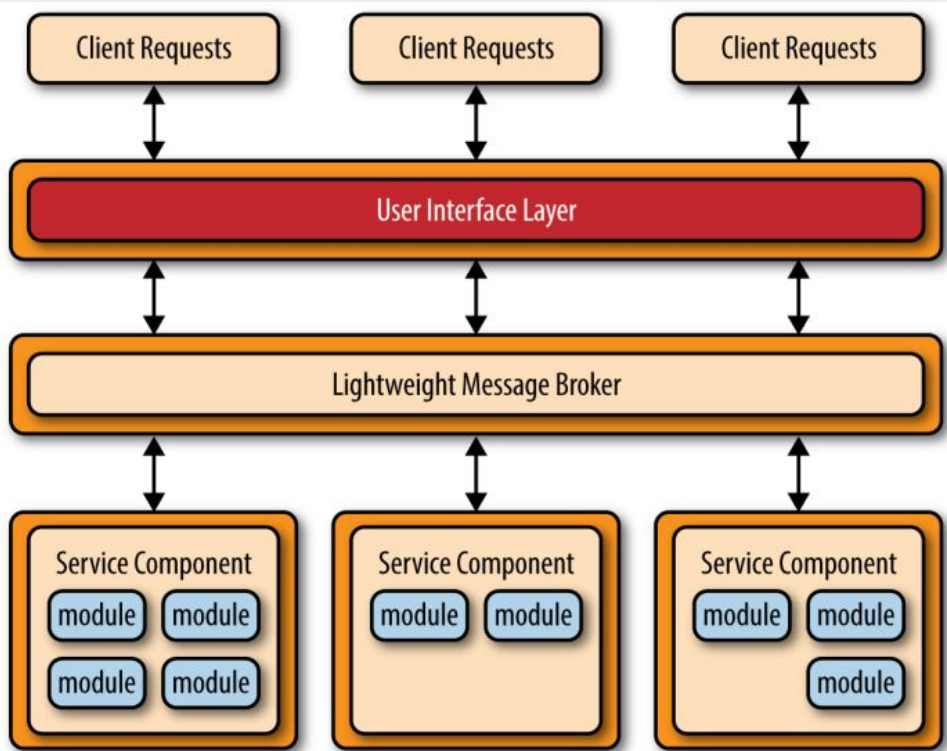 Client Requests
Client Requests
Client Requests
User Interface Layer
Lightweight Message Broker
Service Component
module
module
module
module
Service Component
module
module
Service Component
module
module
module